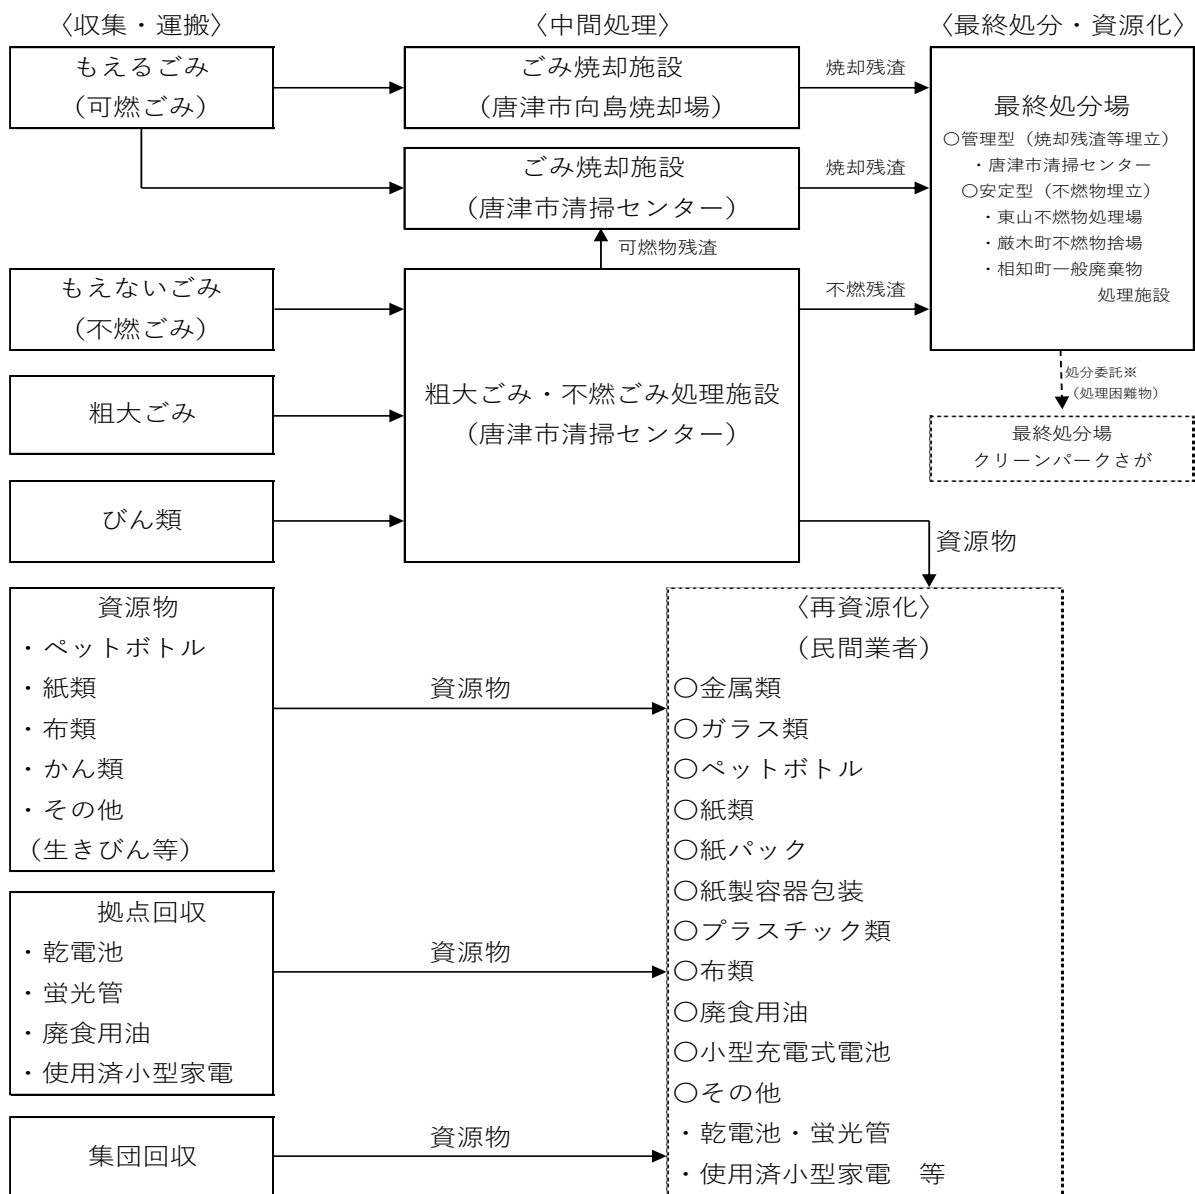 〈収集・運搬〉
〈中間処理〉
〈最終処分・資源化〉
もえるごみ
(可燃ごみ)
ごみ焼却施設
(唐津市向島焼却場)
焼却残渣
ごみ焼却施設
(唐津市清掃センター)
焼却残渣
可燃物残渣
最終処分場
〇管理型(焼却残渣等埋立)
・唐津市清掃センター
〇安定型(不燃物埋立)
・東山不燃物処理場
・厳木町不燃物捨場
・相知町一般廃棄物
処理施設
もえないごみ
(不燃ごみ)
粗大ごみ
びん類
粗大ごみ・不燃ごみ処理施設
(唐津市清掃センター)
不燃残渣
処分委託※
(処理困難物)
最終処分場
クリーンパークさが
資源物
資源物
・ペットボトル
・紙類
・布類
・かん類
・その他
(生きびん等)
資源物
拠点回収
・乾電池
・蛍光管
・廃食用油
・使用済小型家電
資源物
集団回収
資源物
〈再資源化〉
(民間業者)
〇金属類
〇ガラス類
〇ペットボトル
〇紙類
〇紙パック
〇紙製容器包装
〇プラスチック類
〇布類
〇廃食用油
〇小型充電式電池
〇その他
・乾電池・蛍光管
・使用済小型家電 等